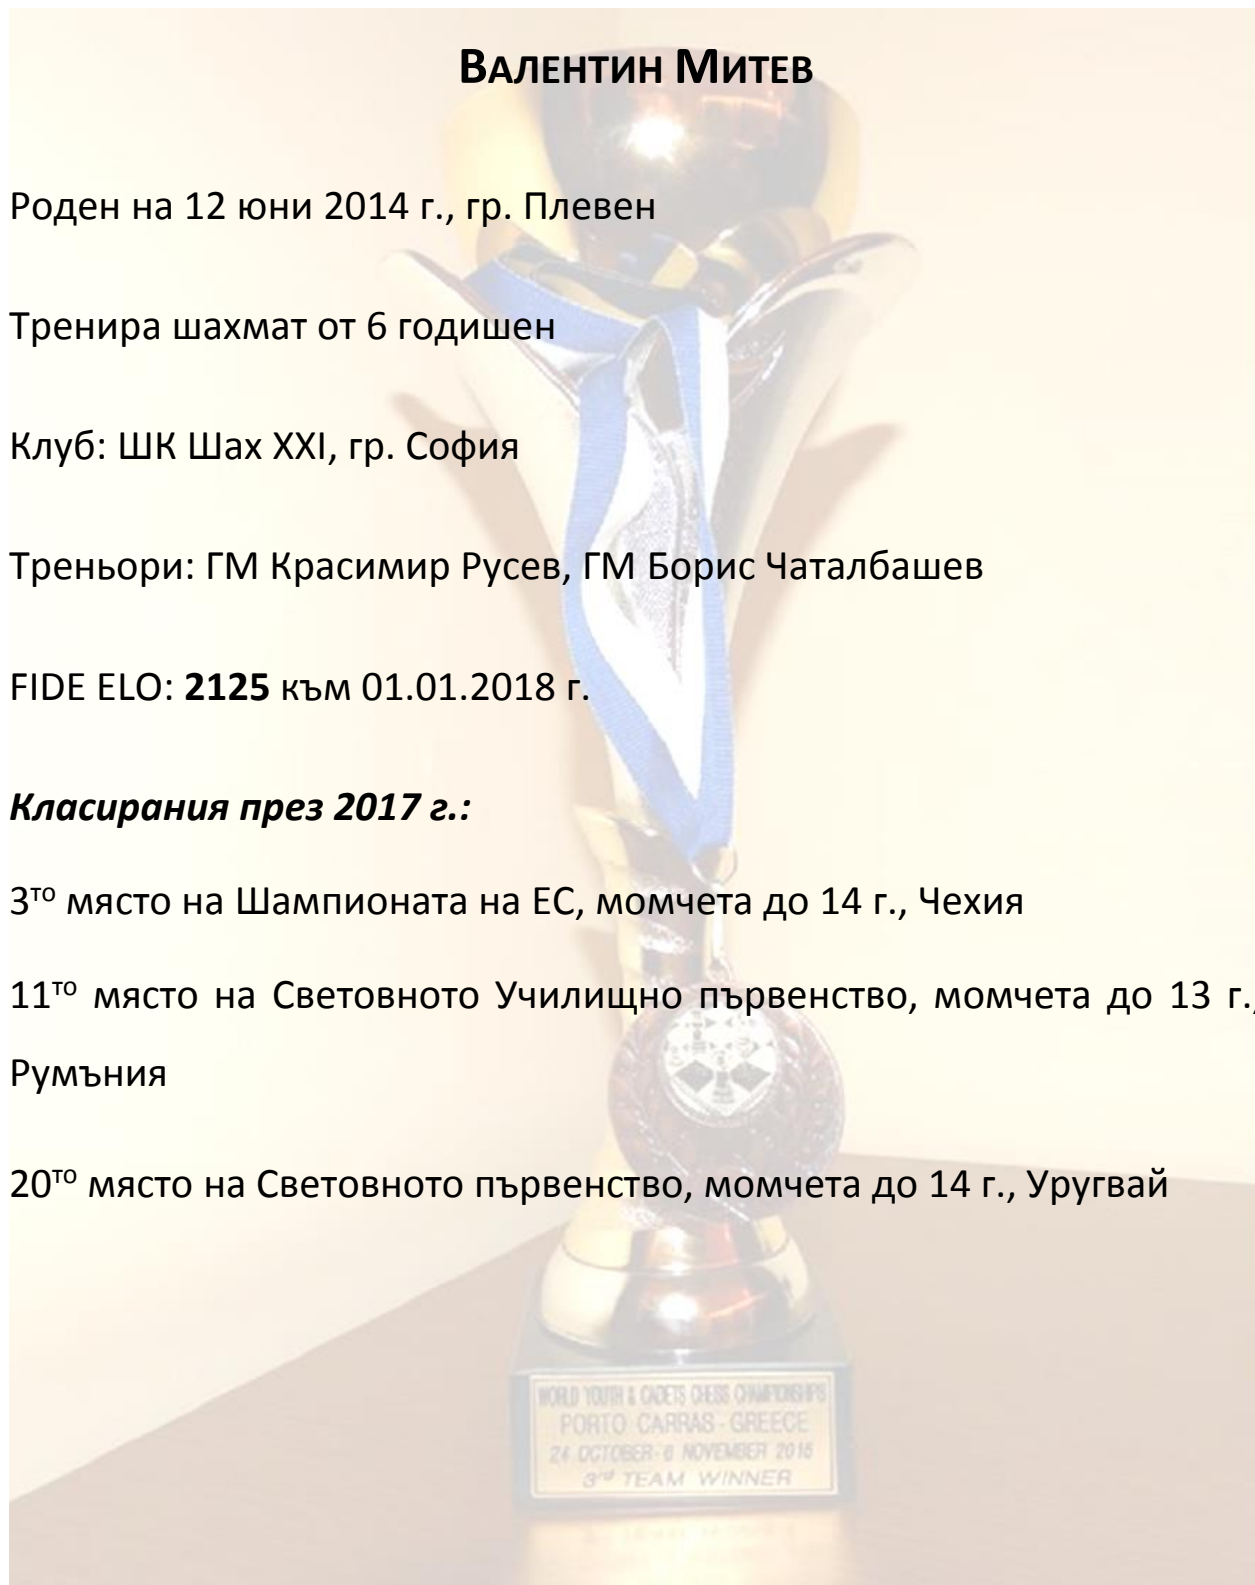 Валентин Митев
Роден на 12 юни 2014 г., гр. Плевен
Тренира шахмат от 6 годишен
Клуб: ШК Шах XXI, гр. София
Треньори: ГМ Красимир Русев, ГМ Борис Чаталбашев
FIDE ELO: 2125 към 01.01.2018 г.
Класирания през 2017 г.:
3то място на Шампионата на ЕС, момчета до 14 г., Чехия
11то място на Световното Училищно първенство, момчета до 13 г.,
Румъния
20то място на Световното първенство, момчета до 14 г., Уругвай
WORLD YOUTH & CADETS CHESS CHAMPIONSHIPS
PORTO CARRAS - GREECE
24 OCTOBER - 6 NOVEMBER 2015
3rd TEAM WINNER